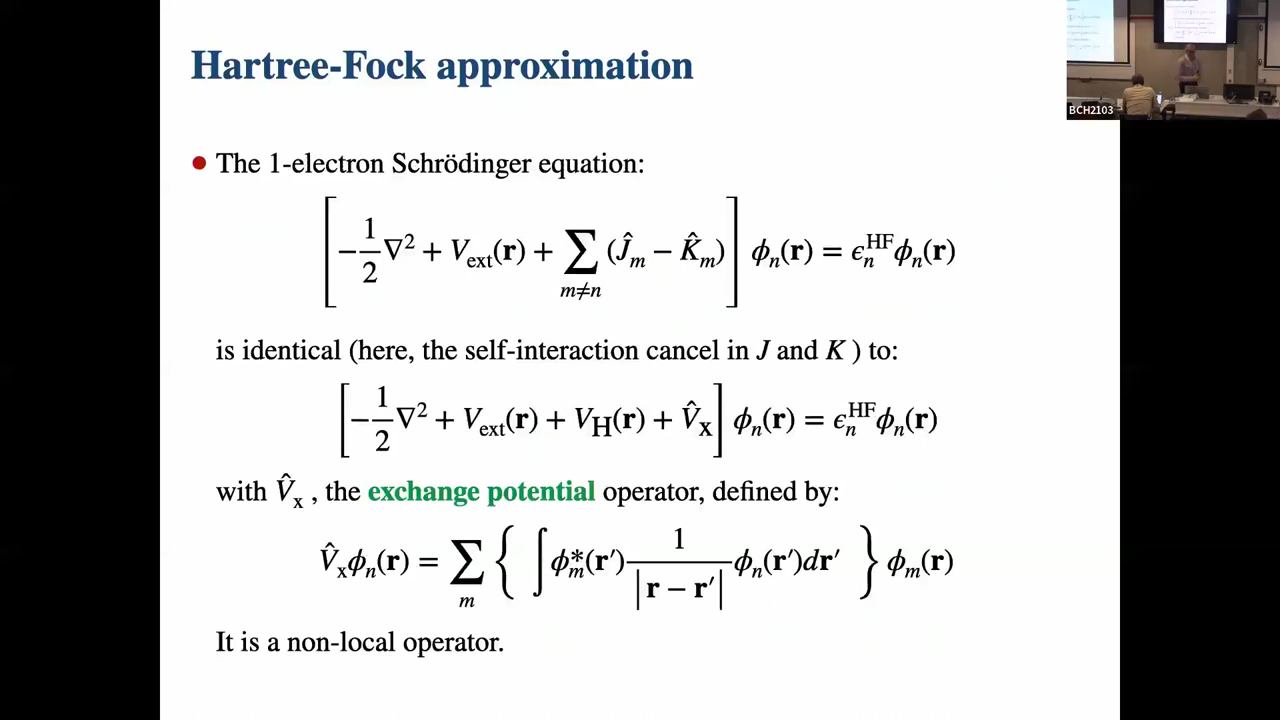 Hartree-Fock approximation
BCH2103
• The 1-electron Schrödinger equation:
[ −1/2 ∇² + V_ext(r) + ∑_{m≠n} (Ĵ_m − K̂_m) ] ϕ_n(r) = ϵ_n^HF ϕ_n(r)
is identical (here, the self-interaction cancel in J and K ) to:
[ −1/2 ∇² + V_ext(r) + V_H(r) + V̂_x ] ϕ_n(r) = ϵ_n^HF ϕ_n(r)
with V̂_x , the exchange potential operator, defined by:
V̂_x ϕ_n(r) = ∑_m { ∫ ϕ_m*(r′) 1/|r − r′| ϕ_n(r′)dr′ } ϕ_m(r)
It is a non-local operator.